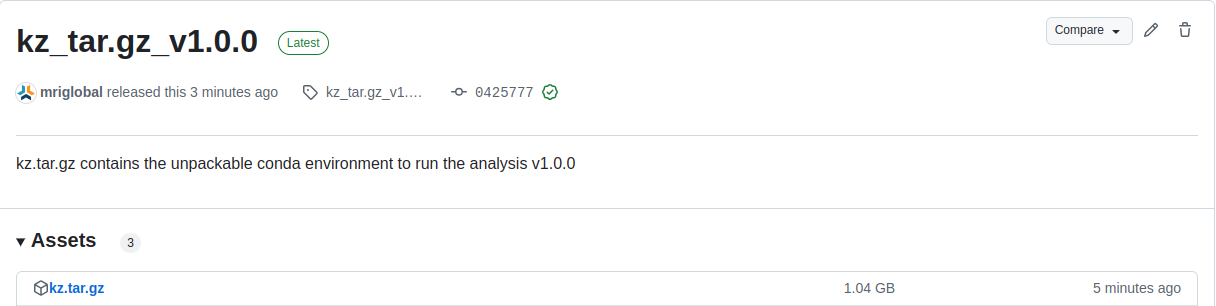 kz_tar.gz_v1.0.0 Latest Compare
mriglobal released this 3 minutes ago kz_tar.gz_v1.… 0425777
kz.tar.gz contains the unpackable conda environment to run the analysis v1.0.0
Assets 3
kz.tar.gz 1.04 GB 5 minutes ago